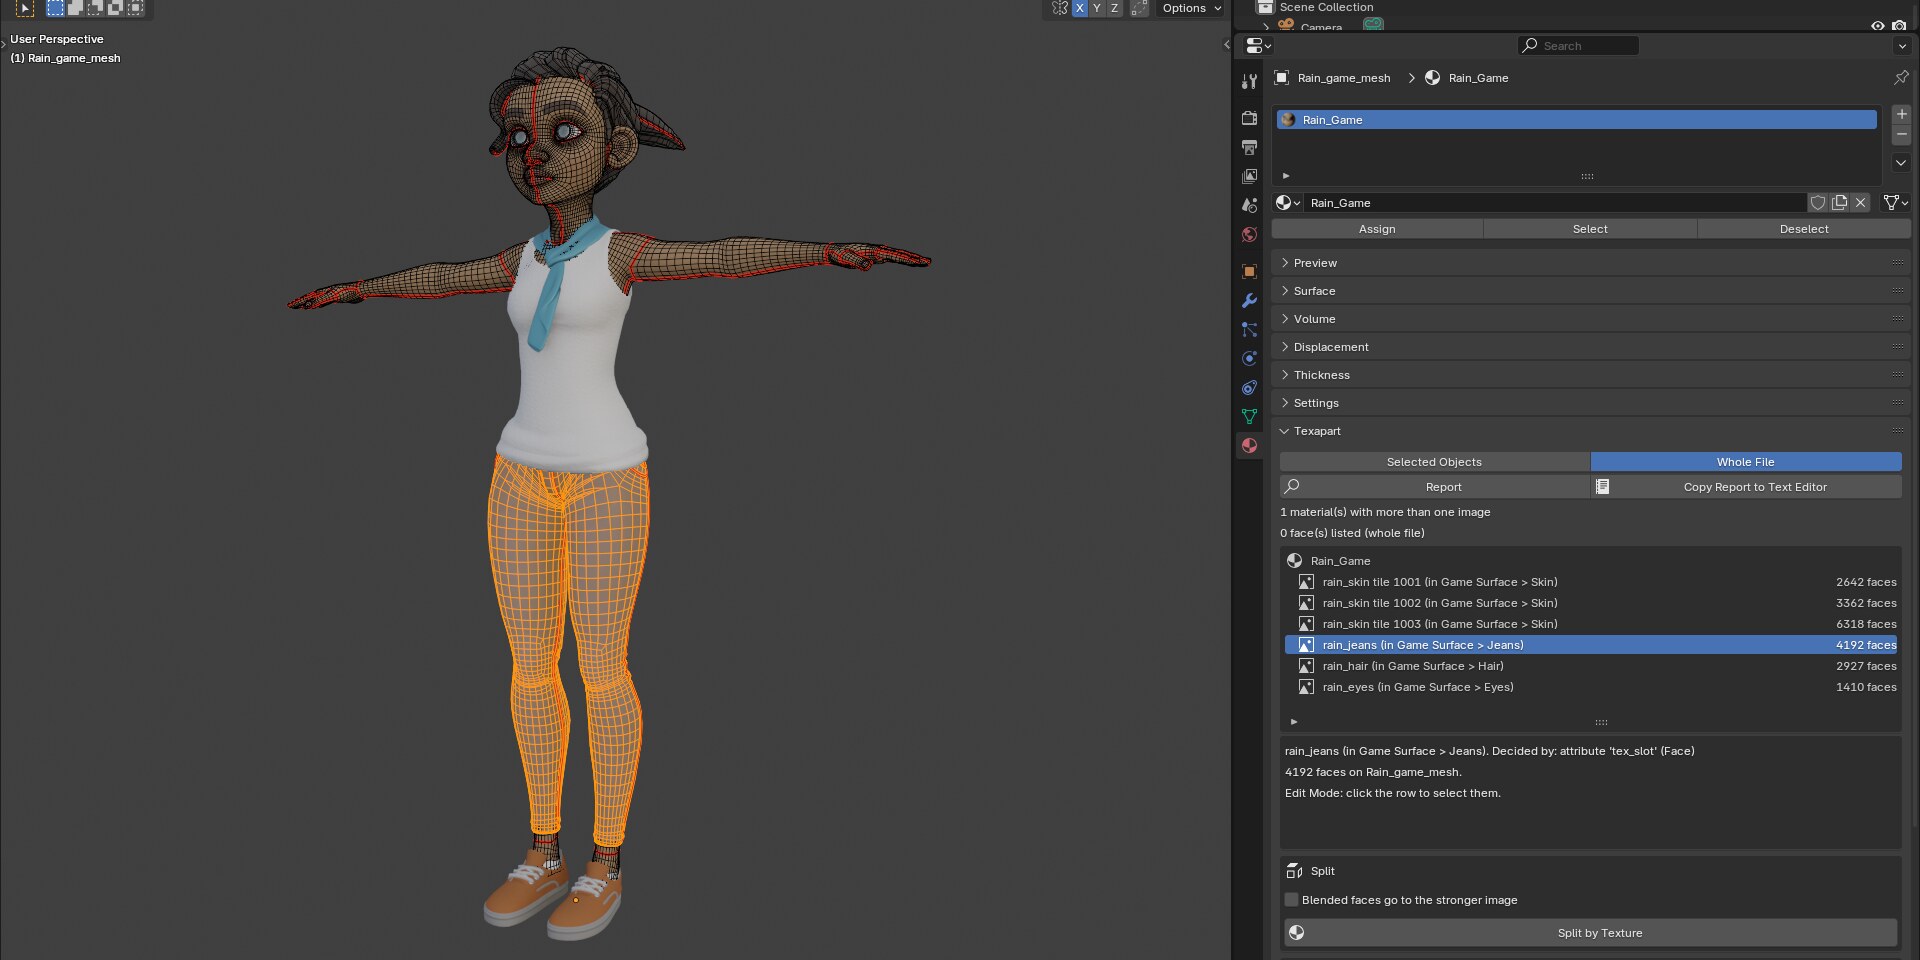 Options
X Y Z
User Perspective
(1) Rain_game_mesh
Scene Collection
Camera
Search
Rain_game_mesh
Rain_Game
Rain_Game
Rain_Game
Assign
Select
Deselect
Preview
Surface
Volume
Displacement
Thickness
Settings
Texapart
Selected Objects
Whole File
Report
Copy Report to Text Editor
1 material(s) with more than one image
0 face(s) listed (whole file)
Rain_Game
rain_skin tile 1001 (in Game Surface > Skin) 2642 faces
rain_skin tile 1002 (in Game Surface > Skin) 3362 faces
rain_skin tile 1003 (in Game Surface > Skin) 6318 faces
rain_jeans (in Game Surface > Jeans) 4192 faces
rain_hair (in Game Surface > Hair) 2927 faces
rain_eyes (in Game Surface > Eyes) 1410 faces
rain_jeans (in Game Surface > Jeans). Decided by: attribute 'tex_slot' (Face)
4192 faces on Rain_game_mesh.
Edit Mode: click the row to select them.
Split
Blended faces go to the stronger image
Split by Texture